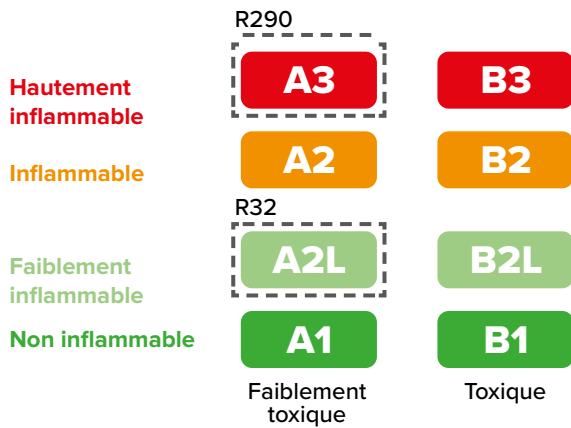 R290
Hautement
inflammable
A3
B3
Inflammable
A2
B2
R32
Faiblement
inflammable
A2L
B2L
Non inflammable
A1
B1
Faiblement
toxique
Toxique